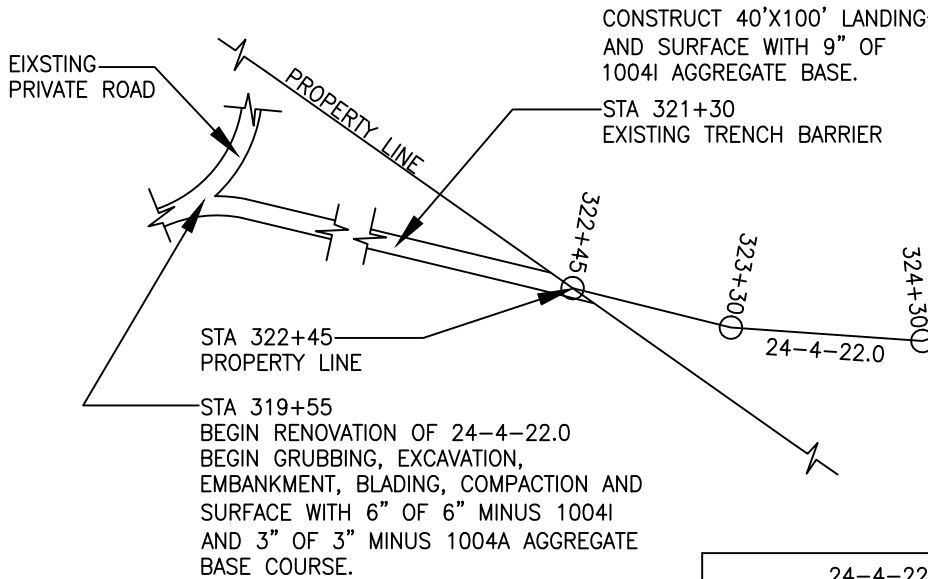 CONSTRUCT 40'X100' LANDING
AND SURFACE WITH 9" OF
1004I AGGREGATE BASE.
EIXSTING
PRIVATE ROAD
PROPERTY LINE
STA 321+30
EXISTING TRENCH BARRIER
322+45
323+30
324+30
24-4-22.0
STA 322+45
PROPERTY LINE
STA 319+55
BEGIN RENOVATION OF 24-4-22.0
BEGIN GRUBBING, EXCAVATION,
EMBANKMENT, BLADING, COMPACTION AND
SURFACE WITH 6" OF 6" MINUS 1004I
AND 3" OF 3" MINUS 1004A AGGREGATE
BASE COURSE.
24-4-22